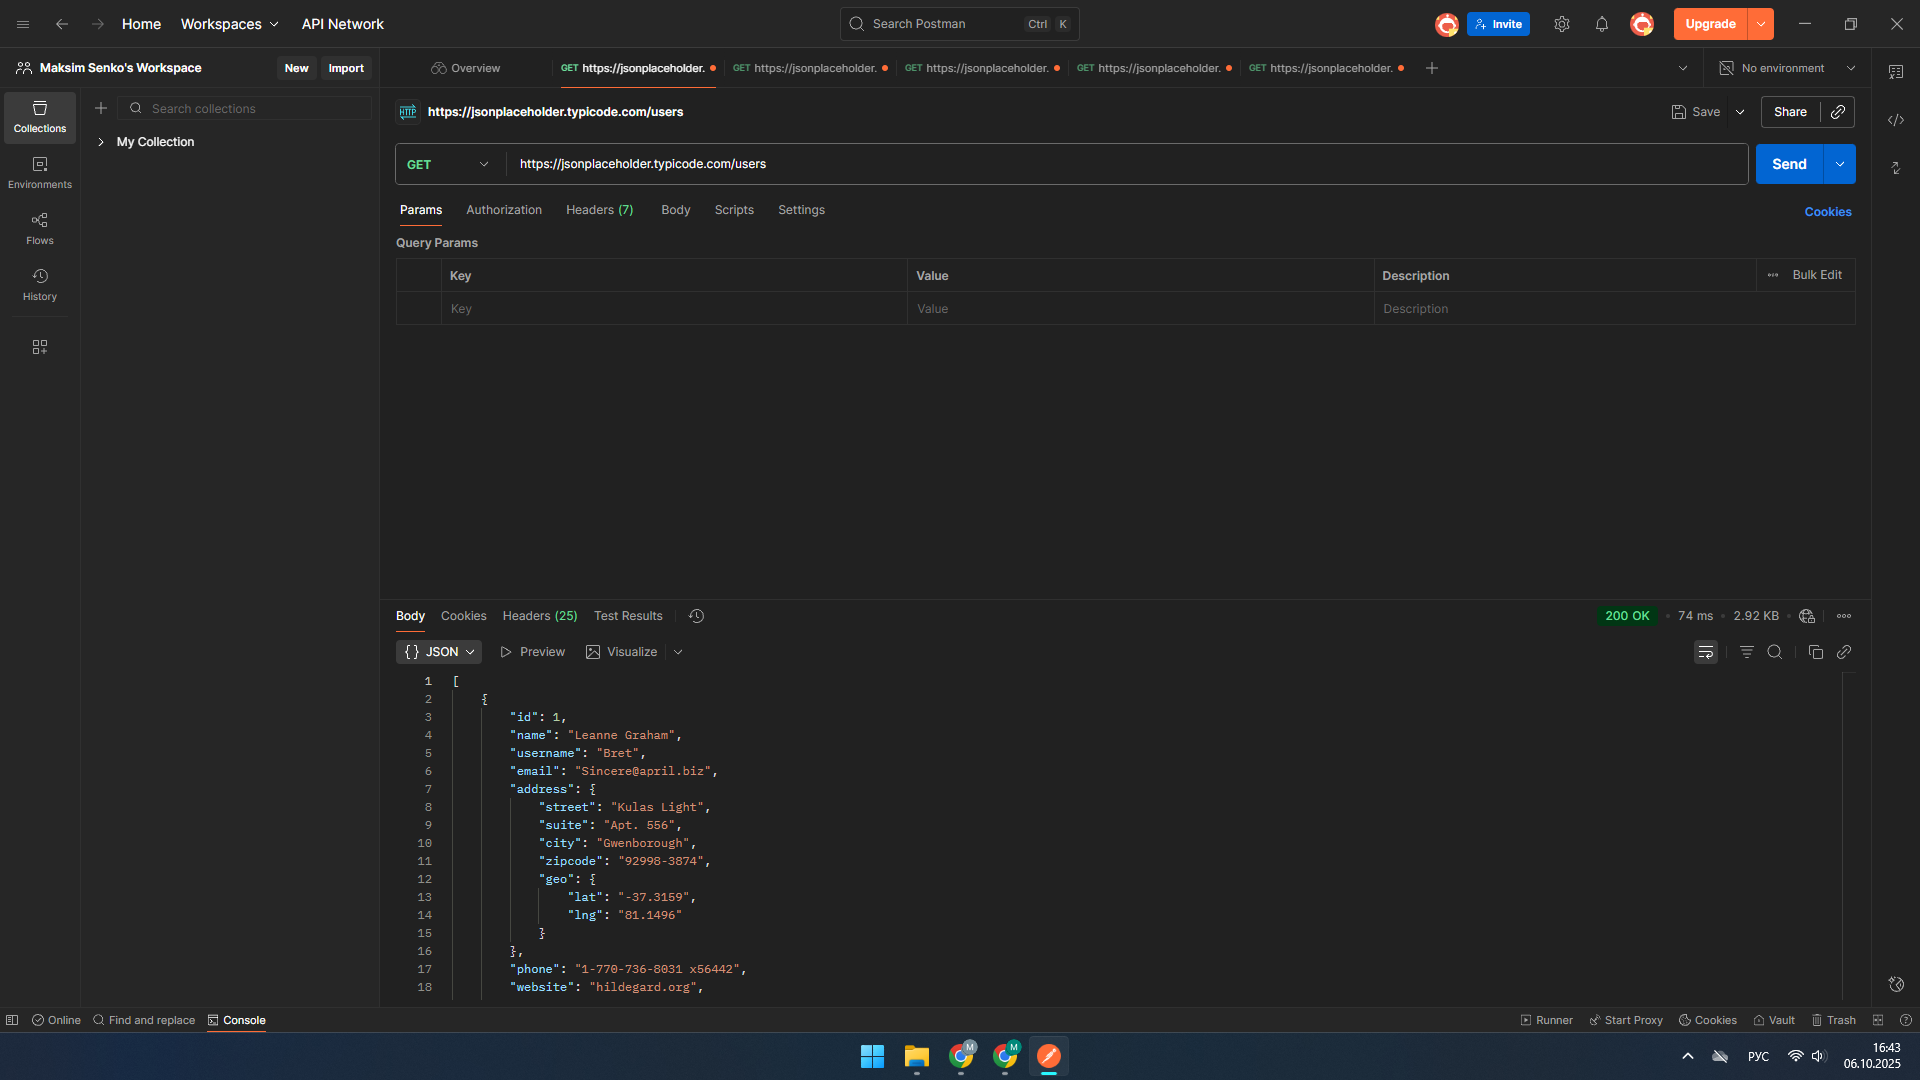 Home
Workspaces
API Network
Search Postman
Ctrl K
Invite
Upgrade
Maksim Senko's Workspace
New
Import
Overview
GET https://jsonplaceholder.
GET https://jsonplaceholder.
GET https://jsonplaceholder.
GET https://jsonplaceholder.
GET https://jsonplaceholder.
No environment
Collections
Environments
Flows
History
Search collections
My Collection
HTTP
https://jsonplaceholder.typicode.com/users
Save
Share
GET
https://jsonplaceholder.typicode.com/users
Send
Params
Authorization
Headers (7)
Body
Scripts
Settings
Cookies
Query Params
Key
Value
Description
Bulk Edit
Key
Value
Description
Body
Cookies
Headers (25)
Test Results
200 OK
74 ms
2.92 KB
{} JSON
Preview
Visualize
1 [
2 {
3 "id": 1,
4 "name": "Leanne Graham",
5 "username": "Bret",
6 "email": "Sincere@april.biz",
7 "address": {
8 "street": "Kulas Light",
9 "suite": "Apt. 556",
10 "city": "Gwenborough",
11 "zipcode": "92998-3874",
12 "geo": {
13 "lat": "-37.3159",
14 "lng": "81.1496"
15 }
16 },
17 "phone": "1-770-736-8031 x56442",
18 "website": "hildegard.org",
Online
Find and replace
Console
Runner
Start Proxy
Cookies
Vault
Trash
M
M
РУС
16:43
06.10.2025